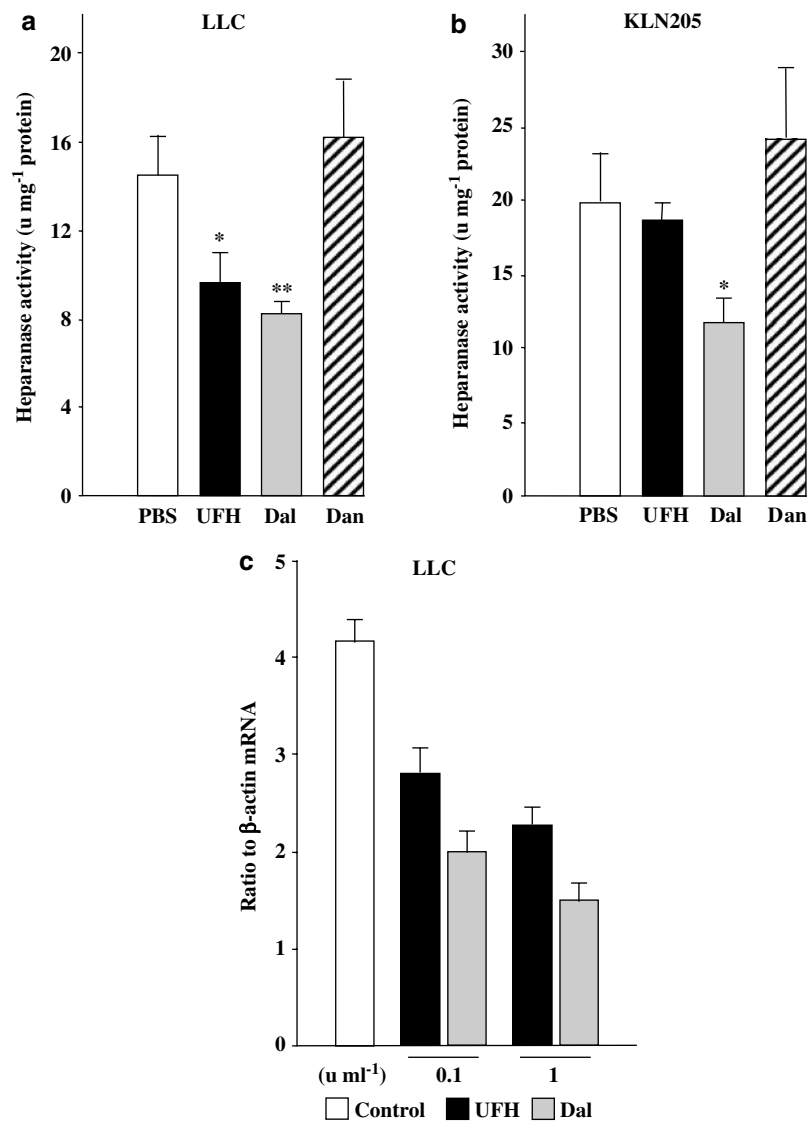 a
LLC
Heparanase activity (u mg⁻¹ protein)
20
16
12
8
4
0
*
**
PBS UFH Dal Dan
b
KLN205
Heparanase activity (u mg⁻¹ protein)
30
25
20
15
10
5
0
*
PBS UFH Dal Dan
c
LLC
Ratio to β-actin mRNA
5
4
3
2
1
0
(u ml⁻¹) 0.1 1
Control UFH Dal